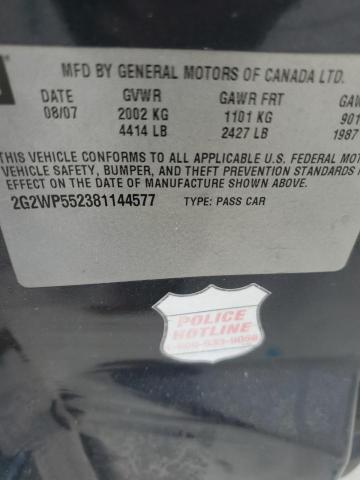 MFD BY GENERAL MOTORS OF CANADA LTD.
DATE GVWR GAWR FRT
08/07 2002 KG 1101 KG 901
4414 LB 2427 LB 1987
THIS VEHICLE CONFORMS TO ALL APPLICABLE U.S. FEDERAL
VEHICLE SAFETY, BUMPER, AND THEFT PREVENTION STANDARDS
EFFECT ON THE DATE OF MANUFACTURE SHOWN ABOVE.
2G2WP552381144577 TYPE: PASS CAR
POLICE
HOTLINE